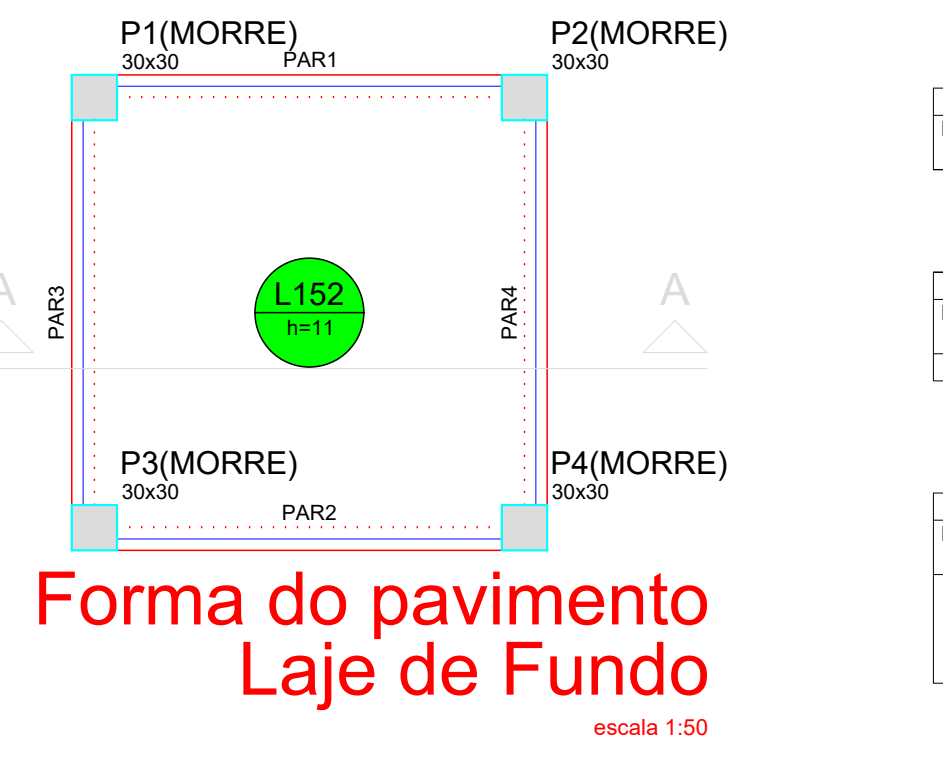 P1(MORRE)
30x30
PAR1
P2(MORRE)
30x30
A
PAR3
L152
h=11
PAR4
A
P3(MORRE)
30x30
PAR2
P4(MORRE)
30x30
Forma do pavimento
Laje de Fundo
escala 1:50